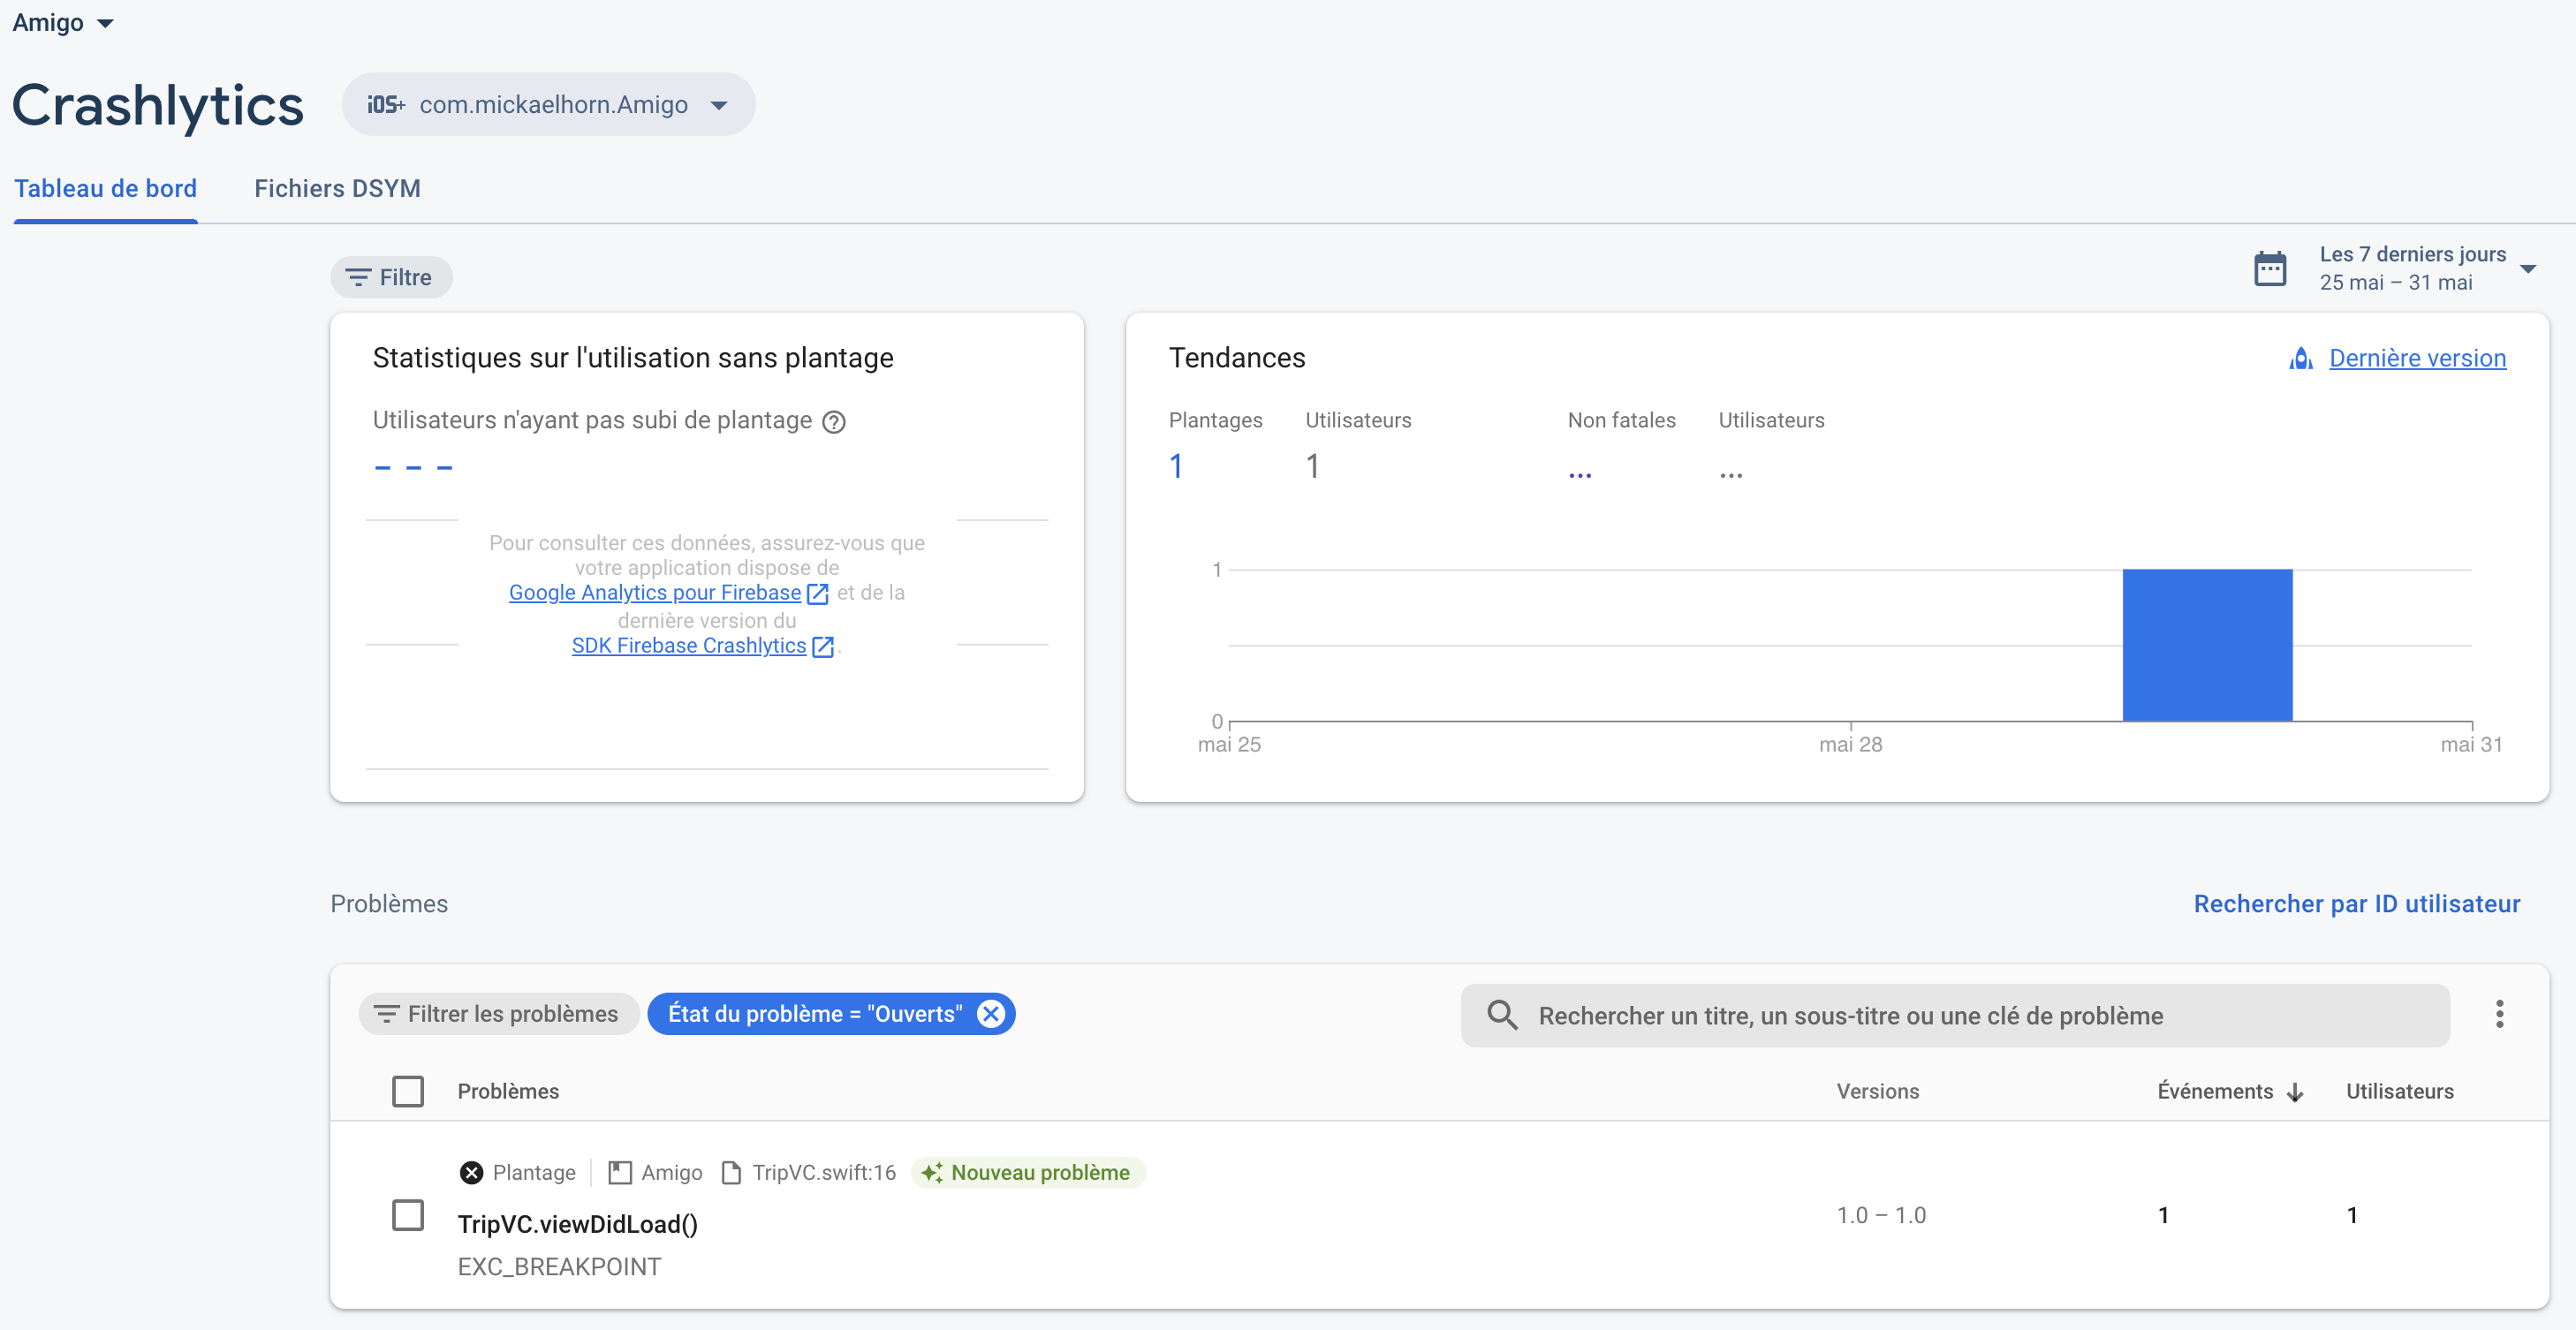 Amigo
Crashlytics
iOS+ com.mickaelhorn.Amigo
Tableau de bord Fichiers DSYM
Filtre
Les 7 derniers jours
25 mai – 31 mai
Statistiques sur l'utilisation sans plantage
Utilisateurs n'ayant pas subi de plantage
– – –
Pour consulter ces données, assurez-vous que
votre application dispose de
Google Analytics pour Firebase et de la
dernière version du
SDK Firebase Crashlytics .
Tendances
Dernière version
Plantages Utilisateurs Non fatales Utilisateurs
1 1 ... ...
1
0
mai 25 mai 28 mai 31
Problèmes
Rechercher par ID utilisateur
Filtrer les problèmes État du problème = "Ouverts"
Rechercher un titre, un sous-titre ou une clé de problème
Problèmes Versions Événements Utilisateurs
Plantage Amigo TripVC.swift:16 Nouveau problème
TripVC.viewDidLoad()
EXC_BREAKPOINT
1.0 – 1.0 1 1